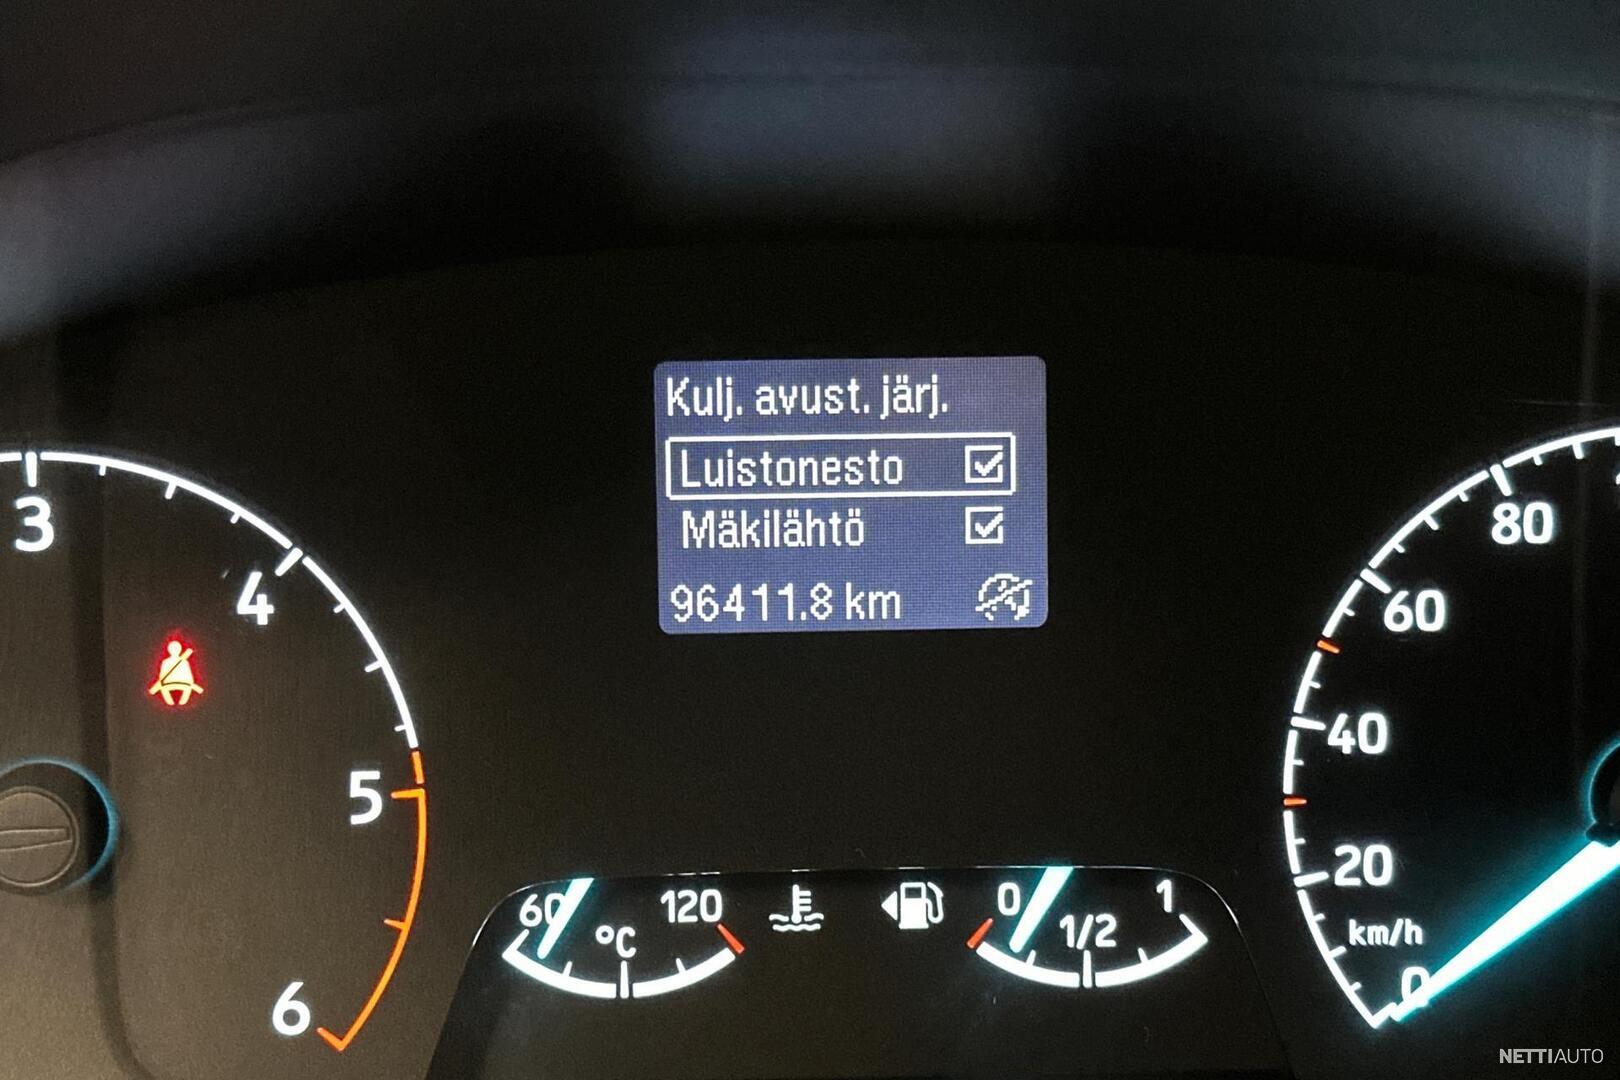 Kulj. avust. järj.
Luistonesto
Mäkilähtö
96411.8 km
3
4
5
6
80
60
40
20
km/h
0
60
120
°C
0
1/2
1
NETTIAUTO